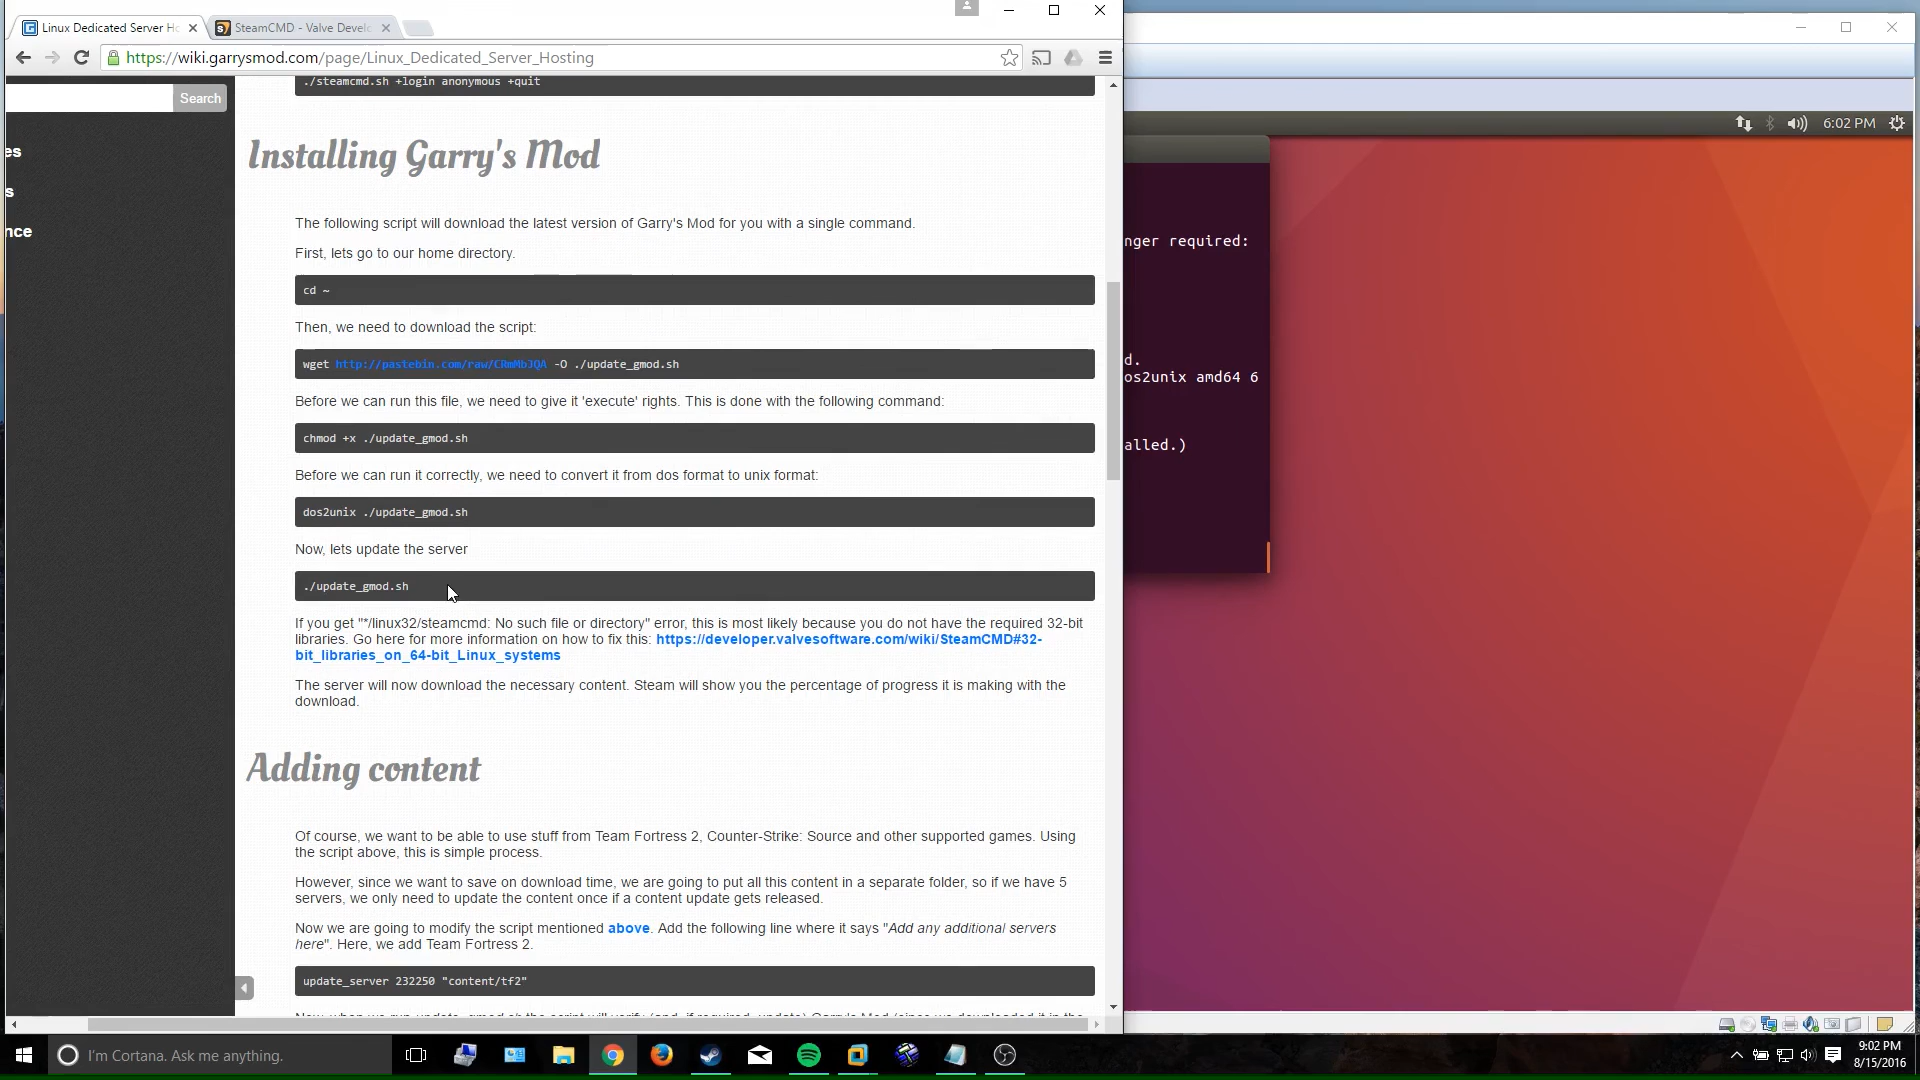 Linux Dedicated Server Ho
SteamCMD - Valve Develo
https://wiki.garrysmod.com/page/Linux_Dedicated_Server_Hosting
./steamcmd.sh +login anonymous +quit
Search
es
s
nce
Installing Garry's Mod
The following script will download the latest version of Garry's Mod for you with a single command.
First, lets go to our home directory.
cd ~
Then, we need to download the script:
wget http://pastebin.com/raw/CRmMbJQA -O ./update_gmod.sh
Before we can run this file, we need to give it 'execute' rights. This is done with the following command:
chmod +x ./update_gmod.sh
Before we can run it correctly, we need to convert it from dos format to unix format:
dos2unix ./update_gmod.sh
Now, lets update the server
./update_gmod.sh
If you get "*/linux32/steamcmd: No such file or directory" error, this is most likely because you do not have the required 32-bit
libraries. Go here for more information on how to fix this: https://developer.valvesoftware.com/wiki/SteamCMD#32-
bit_libraries_on_64-bit_Linux_systems
The server will now download the necessary content. Steam will show you the percentage of progress it is making with the
download.
Adding content
Of course, we want to be able to use stuff from Team Fortress 2, Counter-Strike: Source and other supported games. Using
the script above, this is simple process.
However, since we want to save on download time, we are going to put all this content in a separate folder, so if we have 5
servers, we only need to update the content once if a content update gets released.
Now we are going to modify the script mentioned above. Add the following line where it says "Add any additional servers
here". Here, we add Team Fortress 2.
update_server 232250 "content/tf2"
6:02 PM
nger required:
d.
os2unix amd64 6
alled.)
I'm Cortana. Ask me anything.
9:02 PM
8/15/2016